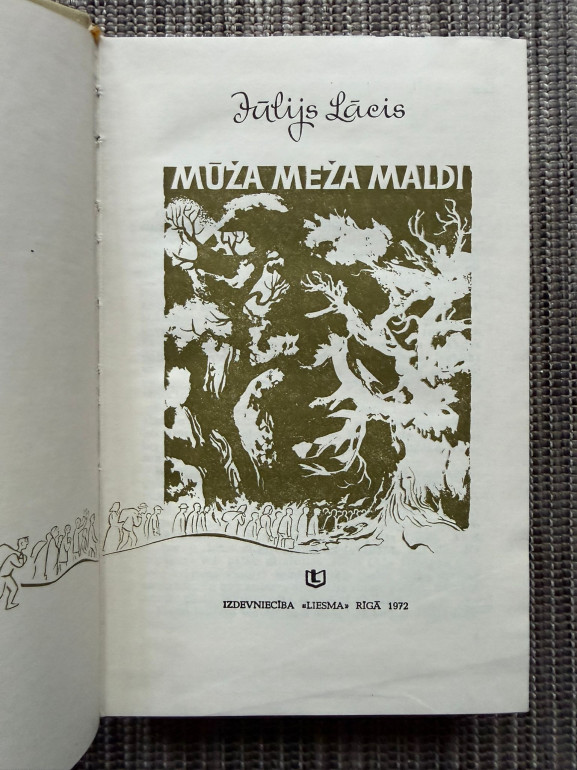 Jūlijs Lācis
MŪŽA MEŽA MALDI
IZDEVNIECĪBA «LIESMA» RĪGĀ 1972